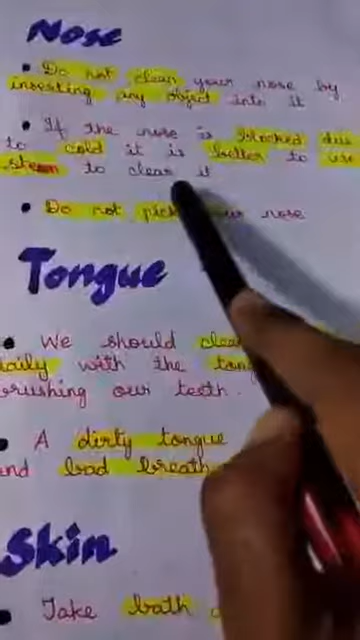 Nose
• Do not clean your nose by
inserting any object into it
• If the nose is blocked due
to cold it is better to use
steam to clear it
• Do not pick your nose
Tongue
• We should clean
daily with the
brushing our teeth.
• A dirty tongue
and bad breath
Skin
• Take bath